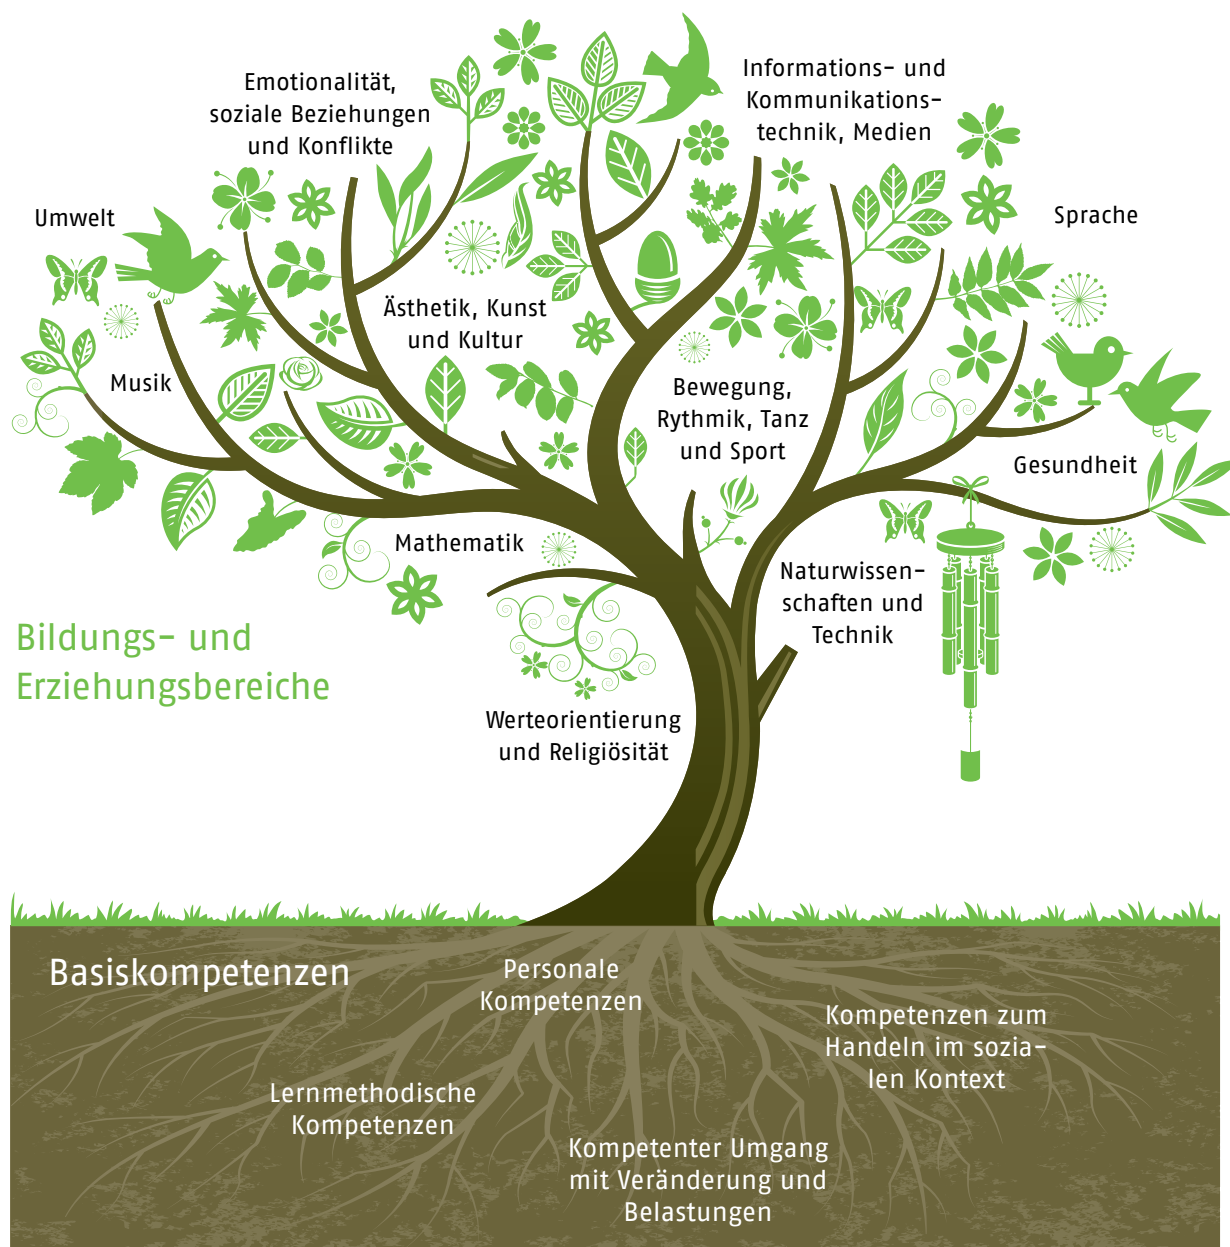 Emotionalität,
soziale Beziehungen
und Konflikte
Informations- und
Kommunikations-
technik, Medien
Umwelt
Sprache
Ästhetik, Kunst
und Kultur
Musik
Bewegung,
Rythmik, Tanz
und Sport
Gesundheit
Mathematik
Naturwissen-
schaften und
Technik
Bildungs- und
Erziehungsbereiche
Werteorientierung
und Religiösität
Basiskompetenzen
Personale
Kompetenzen
Kompetenzen zum
Handeln im sozia-
len Kontext
Lernmethodische
Kompetenzen
Kompetenter Umgang
mit Veränderung und
Belastungen